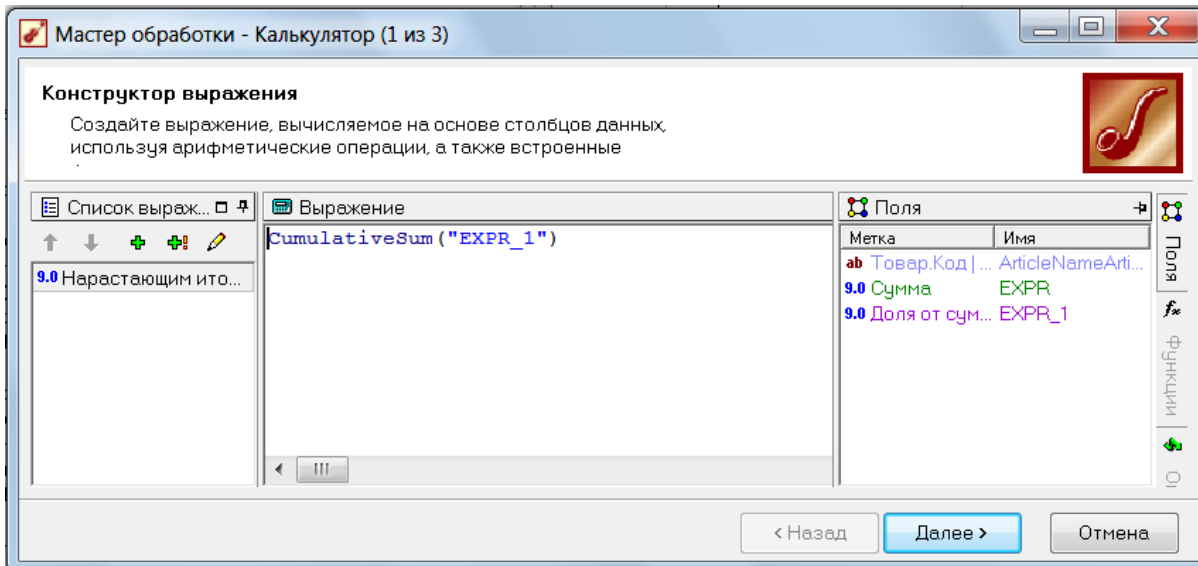 Мастер обработки - Калькулятор (1 из 3)
Конструктор выражения
Создайте выражение, вычисляемое на основе столбцов данных,
используя арифметические операции, а также встроенные
Список выраж...
Выражение
Поля
9.0 Нарастающим ито...
CumulativeSum("EXPR_1")
Метка Имя
ab Товар.Код|... ArticleNameArti...
9.0 Сумма EXPR
9.0 Доля от сум... EXPR_1
Поля
fx Функции
< Назад
Далее >
Отмена